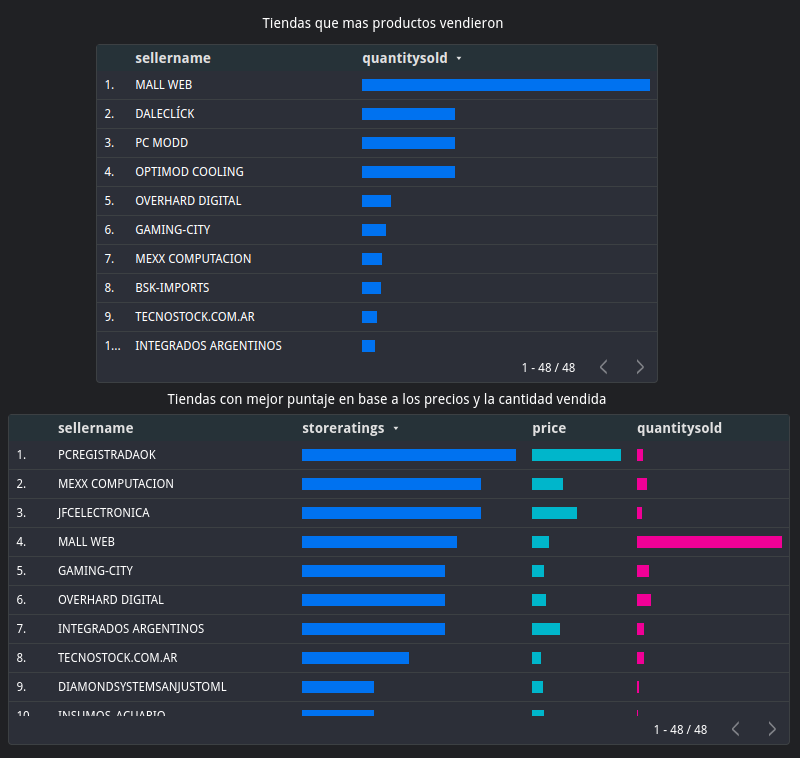 Tiendas que mas productos vendieron
sellername quantitysold
1. MALL WEB
2. DALECLÍCK
3. PC MODD
4. OPTIMOD COOLING
5. OVERHARD DIGITAL
6. GAMING-CITY
7. MEXX COMPUTACION
8. BSK-IMPORTS
9. TECNOSTOCK.COM.AR
1... INTEGRADOS ARGENTINOS
1 - 48 / 48
Tiendas con mejor puntaje en base a los precios y la cantidad vendida
sellername storeratings price quantitysold
1. PCREGISTRADAOK
2. MEXX COMPUTACION
3. JFCELECTRONICA
4. MALL WEB
5. GAMING-CITY
6. OVERHARD DIGITAL
7. INTEGRADOS ARGENTINOS
8. TECNOSTOCK.COM.AR
9. DIAMONDSYSTEMSANJUSTOML
10. INSUMOS_ACUARIO
1 - 48 / 48